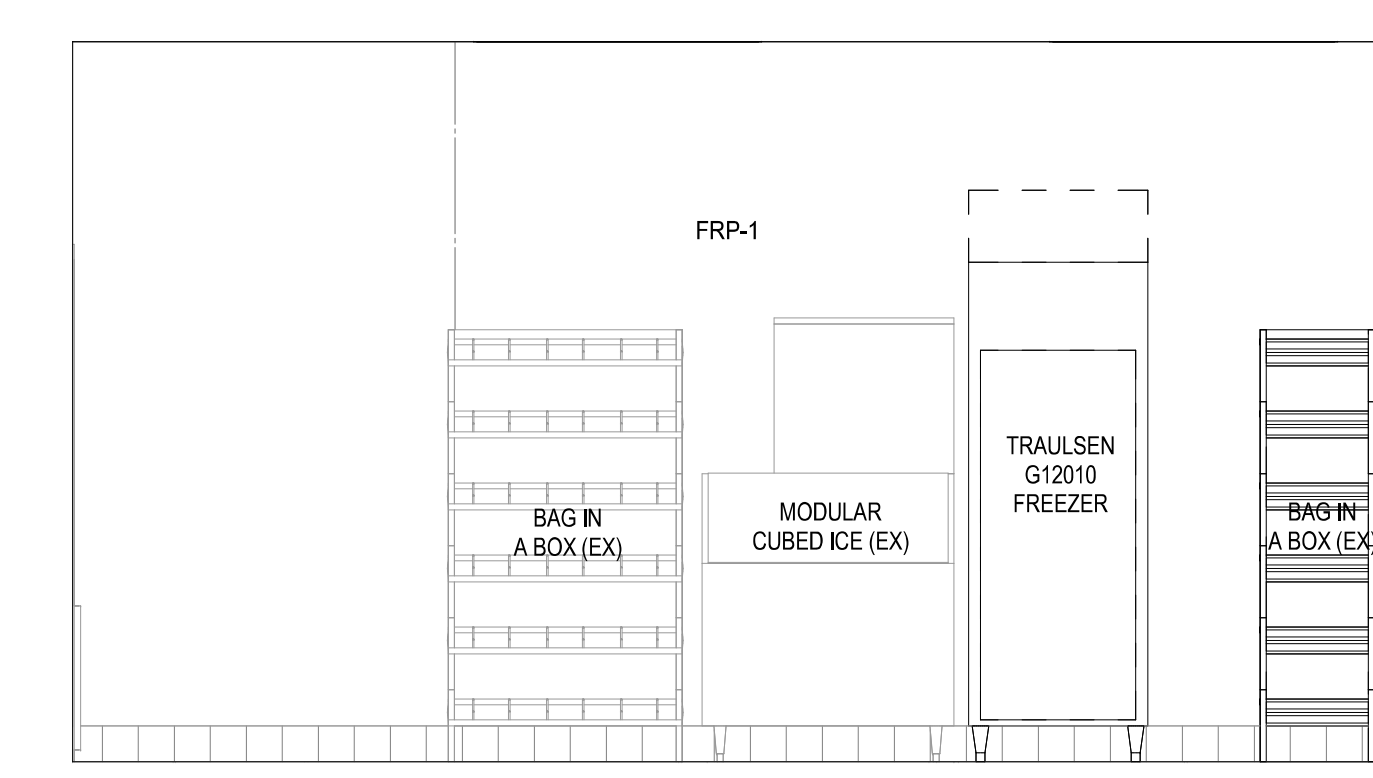 FRP-1
BAG IN
A BOX (EX)
MODULAR
CUBED ICE (EX)
TRAULSEN
G12010
FREEZER
BAG IN
A BOX (EX)